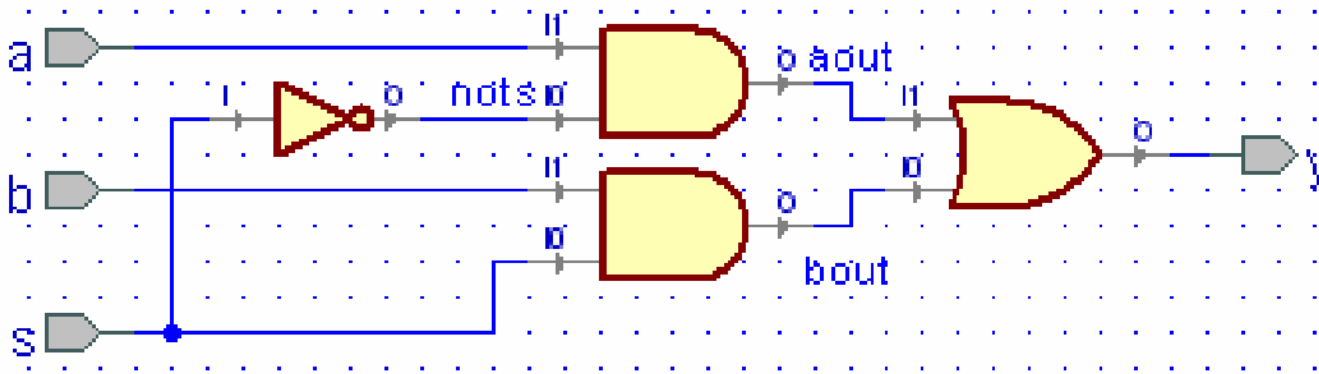 a I1 O aout
I O nots I0 I1 O
b I1 O I0 y
I0 bout
s